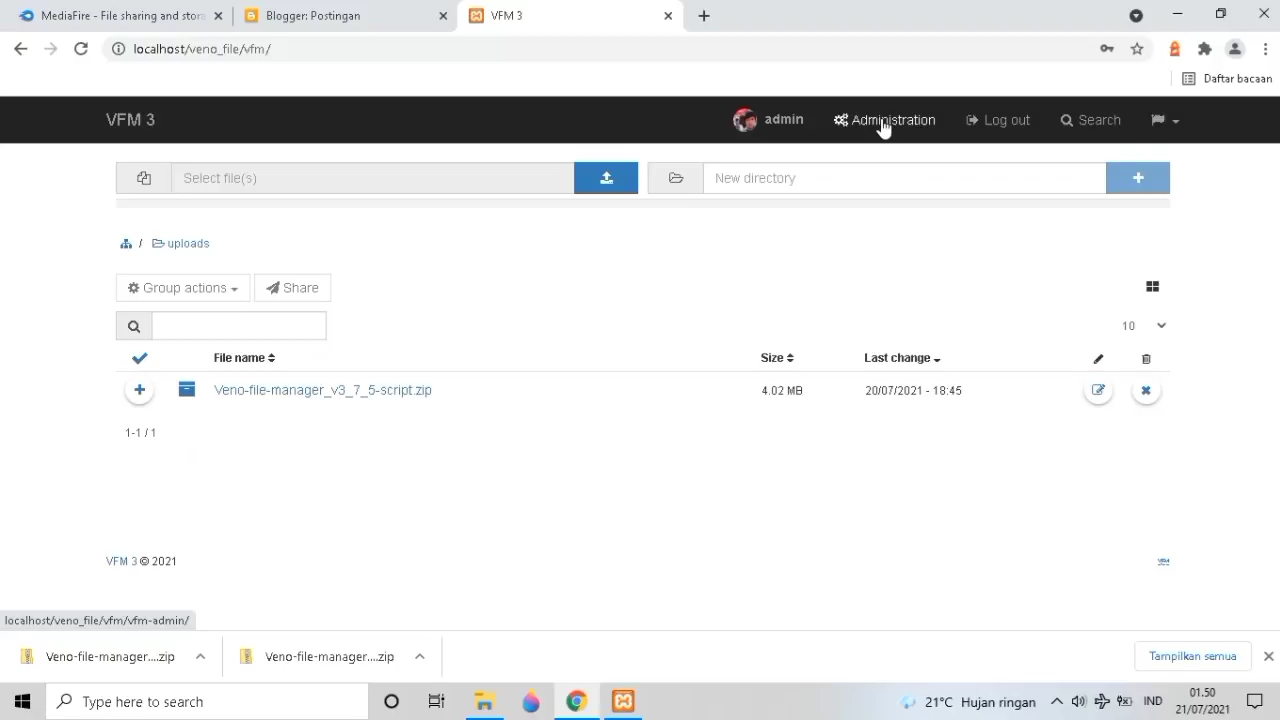 MediaFire - File sharing and stor
Blogger: Postingan
VFM 3
localhost/veno_file/vfm/
Daftar bacaan
VFM 3
admin
Administration
Log out
Search
Select file(s)
New directory
/ uploads
Group actions
Share
10
File name
Size
Last change
Veno-file-manager_v3_7_5-script.zip
4.02 MB
20/07/2021 - 18:45
1-1 / 1
VFM 3 © 2021
localhost/veno_file/vfm/vfm-admin/
Veno-file-manager....zip
Veno-file-manager....zip
Tampilkan semua
Type here to search
21°C Hujan ringan
IND
01.50
21/07/2021